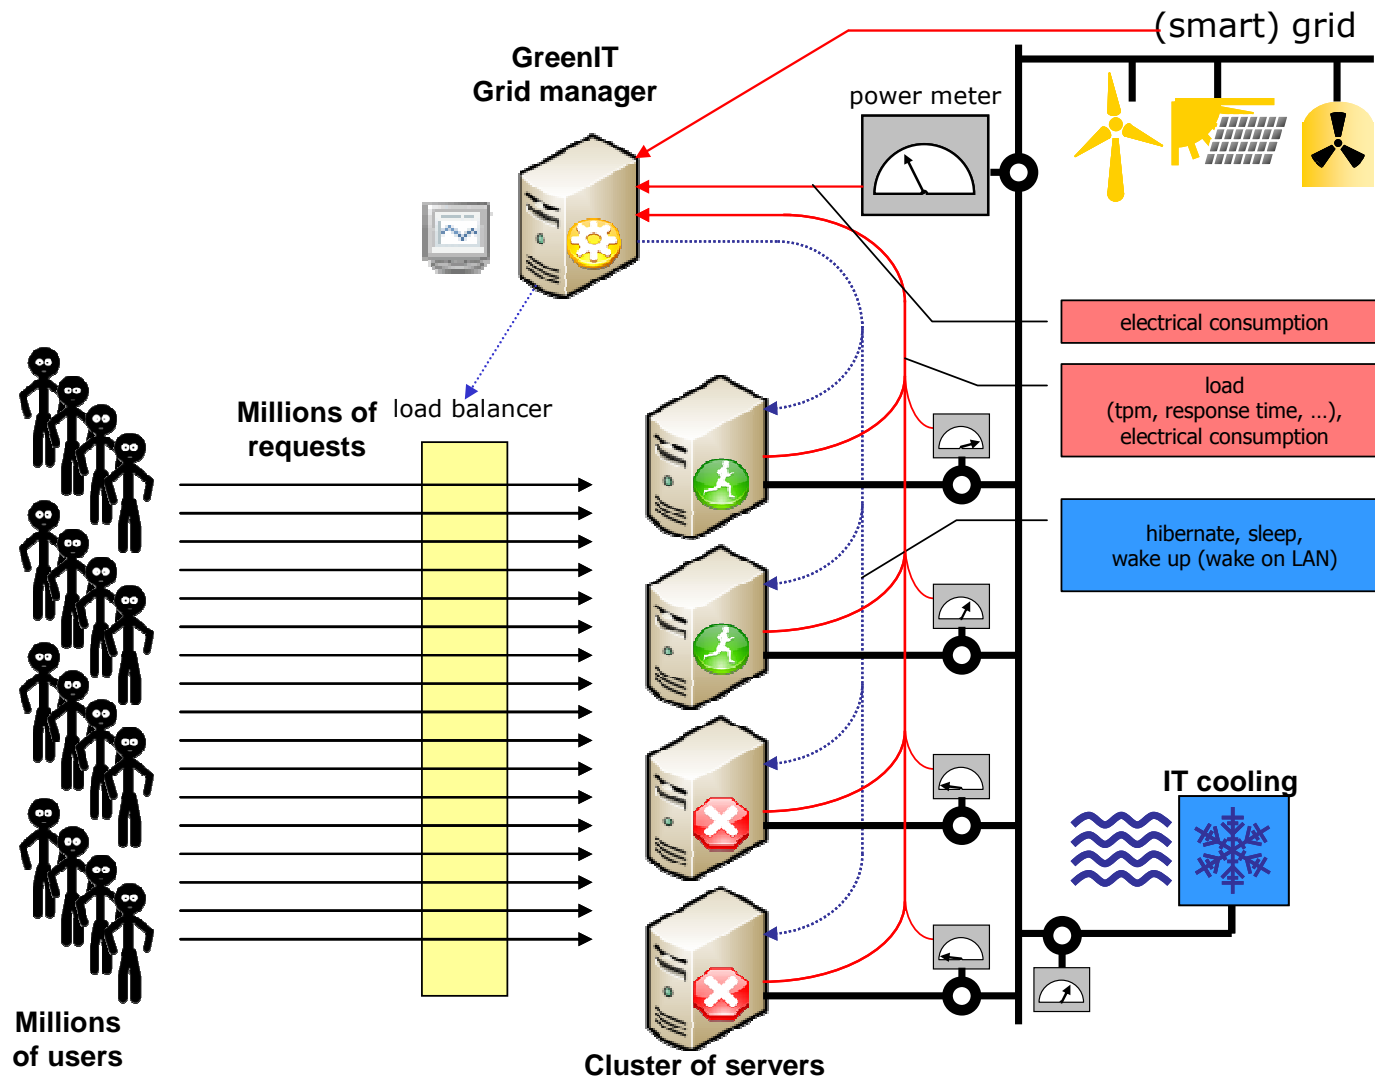 (smart) grid
GreenIT
Grid manager
power meter
electrical consumption
load
(tpm, response time, ...),
electrical consumption
Millions of
requests
load balancer
hibernate, sleep,
wake up (wake on LAN)
IT cooling
Millions
of users
Cluster of servers